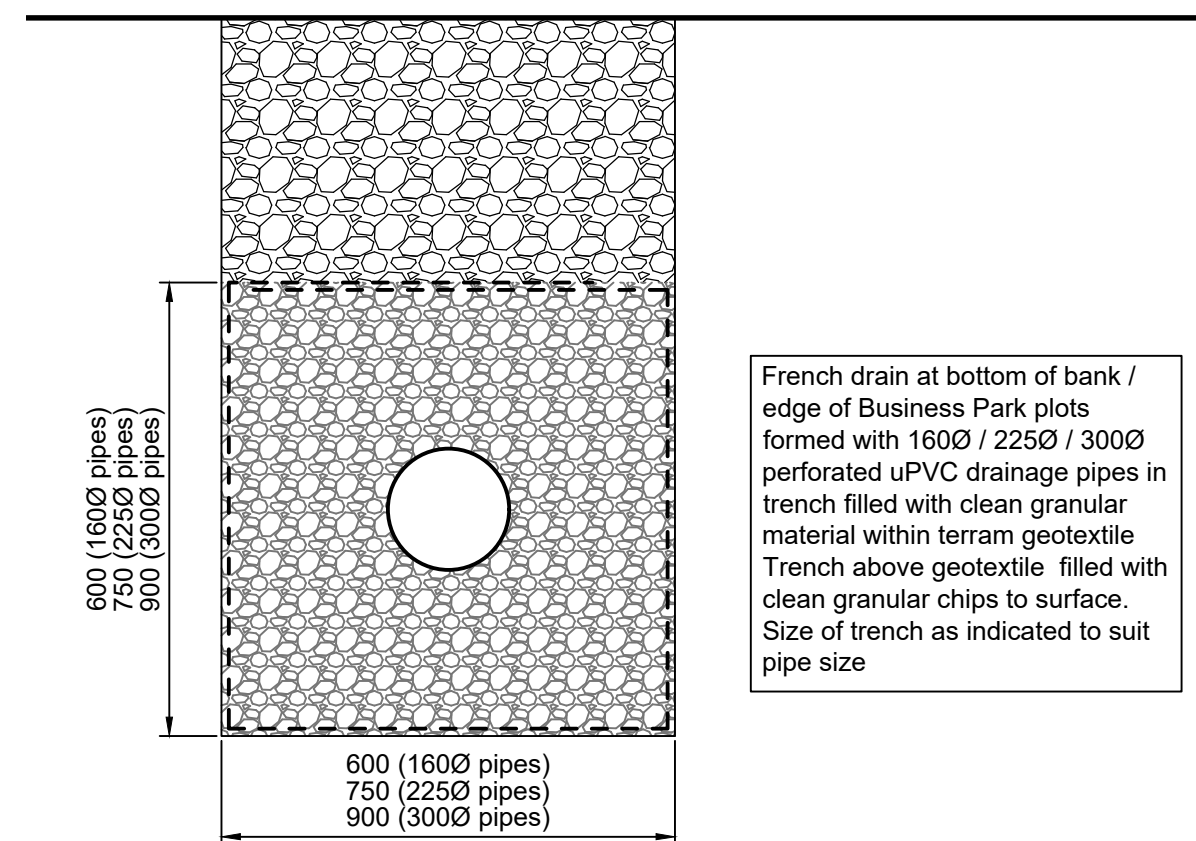 600 (160Ø pipes)
750 (225Ø pipes)
900 (300Ø pipes)
French drain at bottom of bank /
edge of Business Park plots
formed with 160Ø / 225Ø / 300Ø
perforated uPVC drainage pipes in
trench filled with clean granular
material within terram geotextile
Trench above geotextile  filled with
clean granular chips to surface.
Size of trench as indicated to suit
pipe size
600 (160Ø pipes)
750 (225Ø pipes)
900 (300Ø pipes)